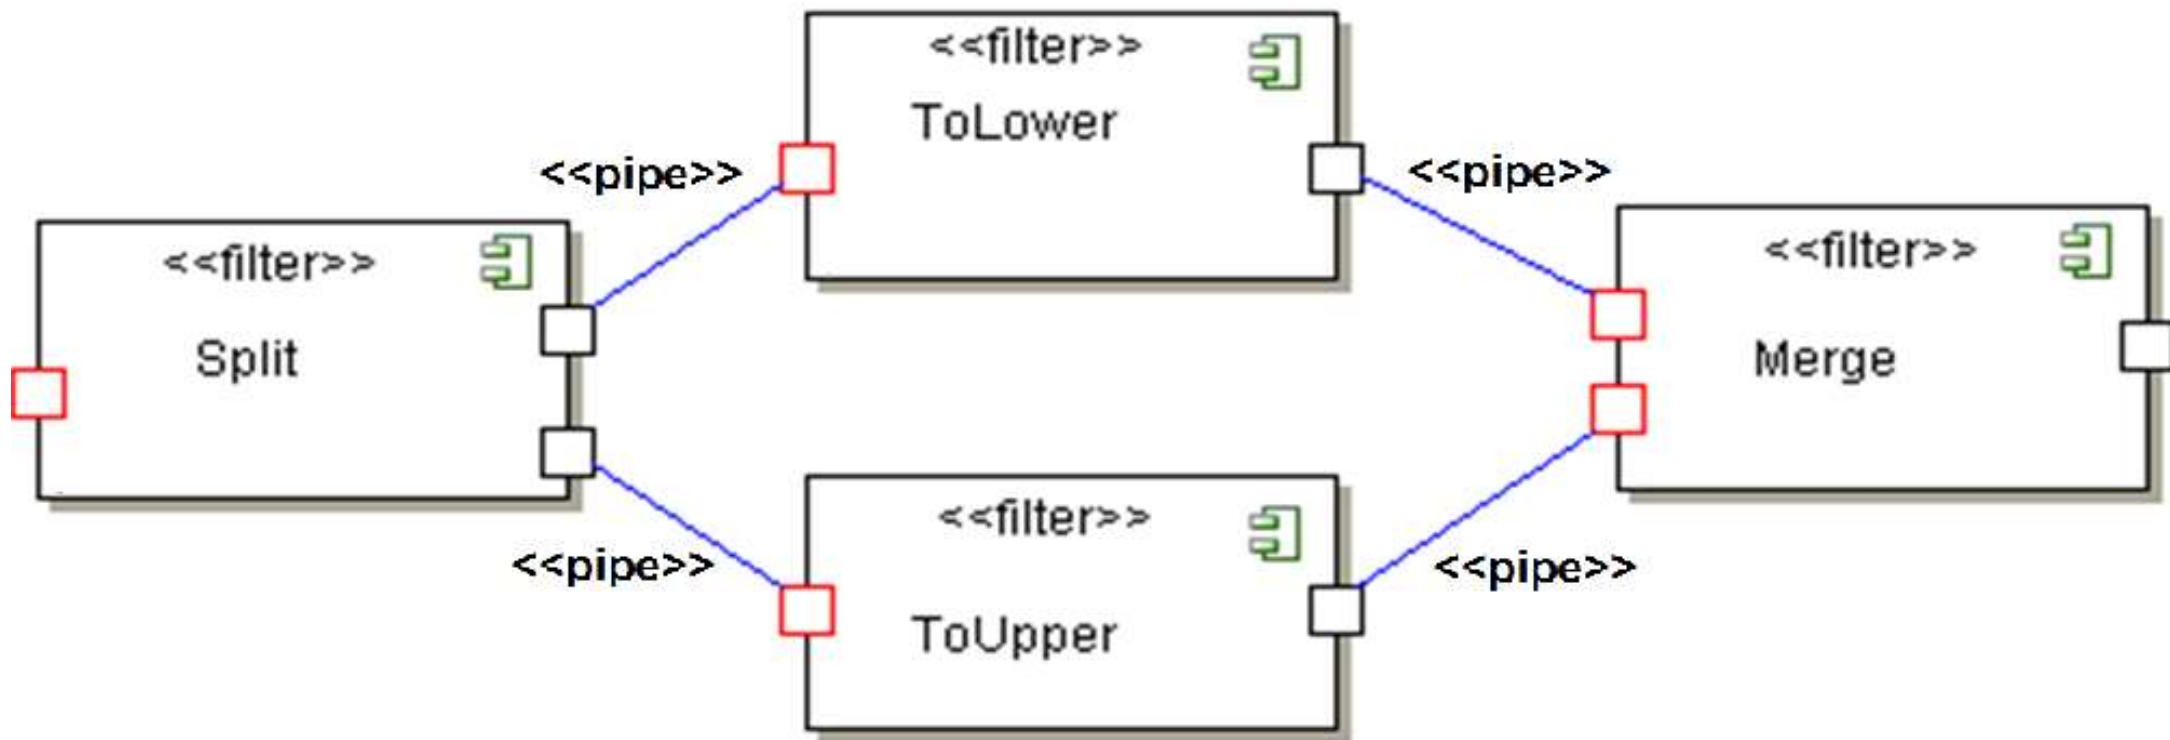 <<filter>>
ToLower
<<pipe>>
<<pipe>>
<<filter>>
Split
<<filter>>
Merge
<<filter>>
ToUpper
<<pipe>>
<<pipe>>